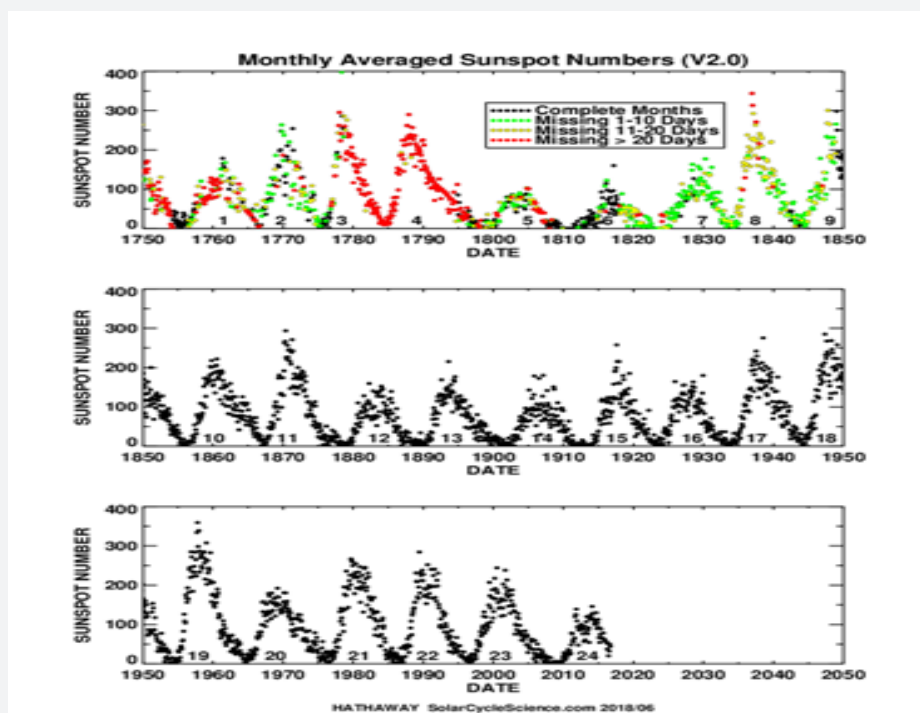 Monthly Averaged Sunspot Numbers (V2.0)
400
300
200
100
0
SUNSPOT NUMBER
Complete Months
Missing 1-10 Days
Missing 11-20 Days
Missing > 20 Days
1 2 3 4 5 6 7 8 9
1750 1760 1770 1780 1790 1800 1810 1820 1830 1840 1850
DATE
400
300
200
100
0
SUNSPOT NUMBER
10 11 12 13 14 15 16 17 18
1850 1860 1870 1880 1890 1900 1910 1920 1930 1940 1950
DATE
400
300
200
100
0
SUNSPOT NUMBER
19 20 21 22 23 24
1950 1960 1970 1980 1990 2000 2010 2020 2030 2040 2050
DATE
HATHAWAY SolarCycleScience.com 2018/06